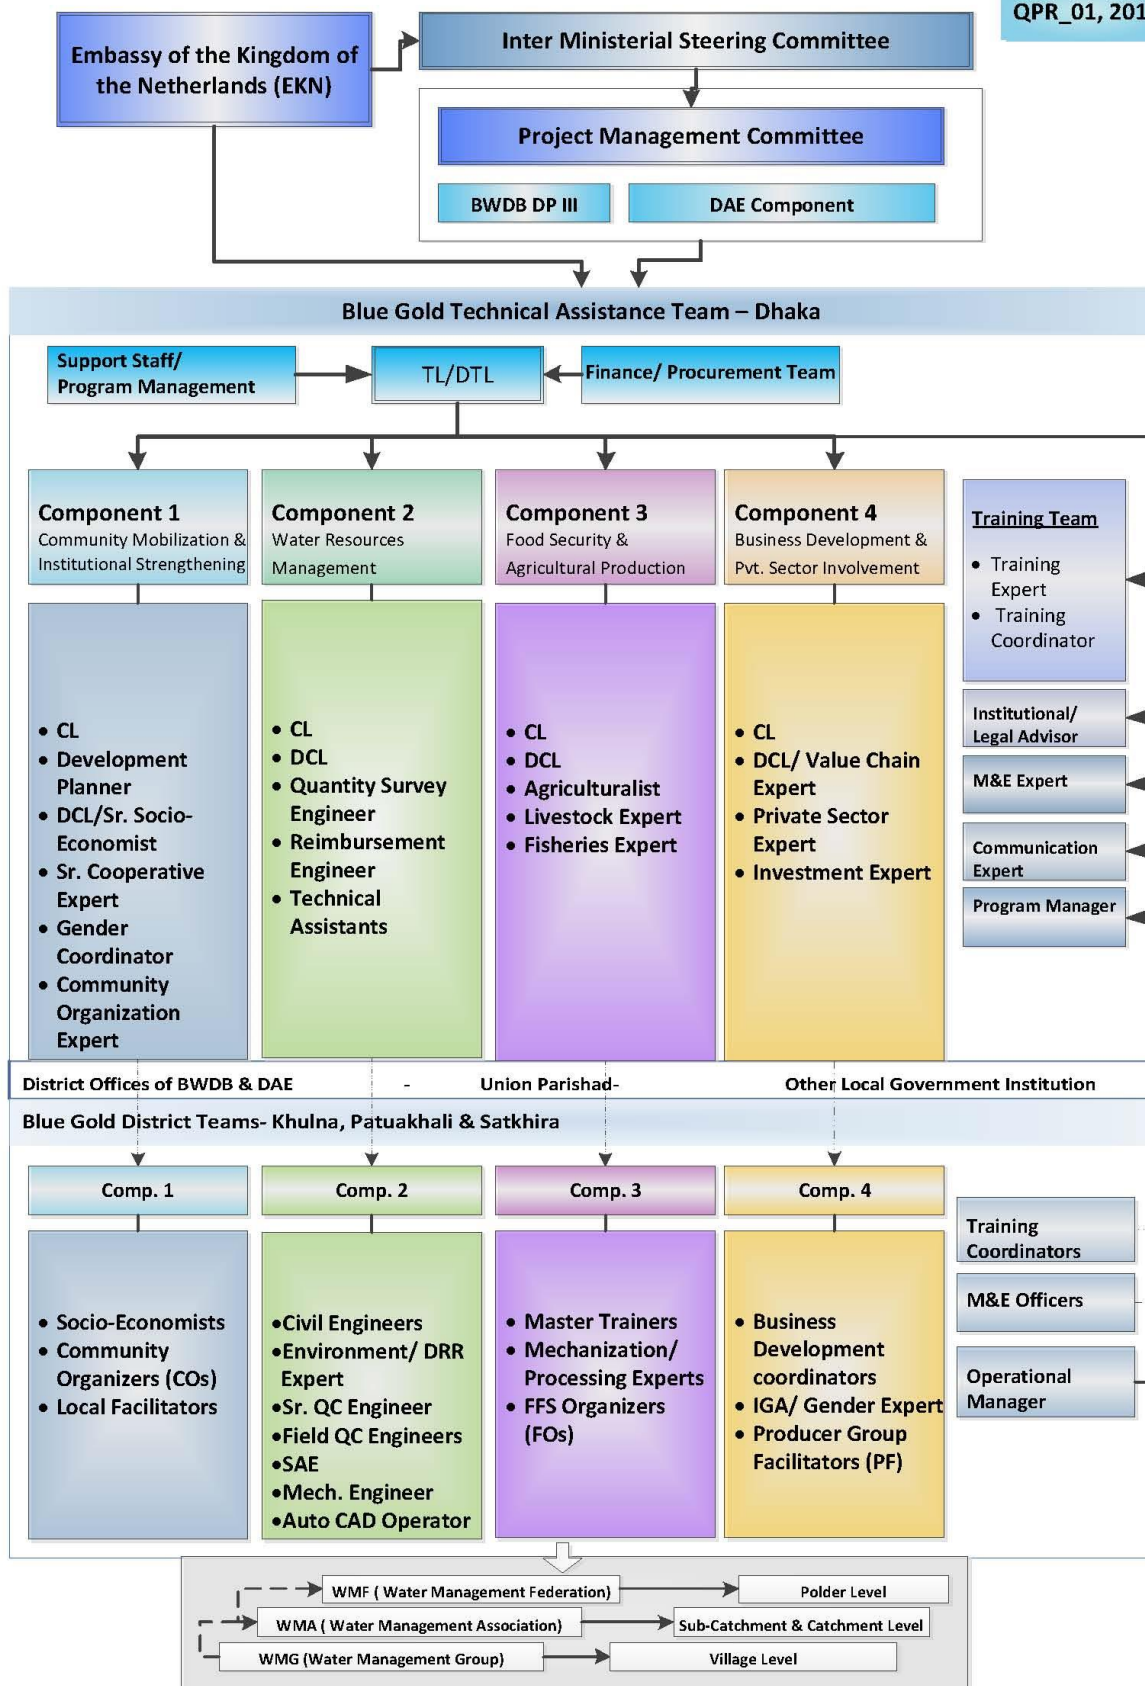 QPR_01, 201
Embassy of the Kingdom of
the Netherlands (EKN)
Inter Ministerial Steering Committee
Project Management Committee
BWDB DP III
DAE Component
Blue Gold Technical Assistance Team – Dhaka
Support Staff/
Program Management
TL/DTL
Finance/ Procurement Team
Component 1
Community Mobilization &
Institutional Strengthening
Component 2
Water Resources
Management
Component 3
Food Security &
Agricultural Production
Component 4
Business Development &
Pvt. Sector Involvement
Training Team
• Training
Expert
• Training
Coordinator
Institutional/
Legal Advisor
M&E Expert
Communication
Expert
Program Manager
• CL
• Development
Planner
• DCL/Sr. Socio-
Economist
• Sr. Cooperative
Expert
• Gender
Coordinator
• Community
Organization
Expert
• CL
• DCL
• Quantity Survey
Engineer
• Reimbursement
Engineer
• Technical
Assistants
• CL
• DCL
• Agriculturalist
• Livestock Expert
• Fisheries Expert
• CL
• DCL/ Value Chain
Expert
• Private Sector
Expert
• Investment Expert
District Offices of BWDB & DAE - Union Parishad- Other Local Government Institution
Blue Gold District Teams- Khulna, Patuakhali & Satkhira
Comp. 1
Comp. 2
Comp. 3
Comp. 4
• Socio-Economists
• Community
Organizers (COs)
• Local Facilitators
•Civil Engineers
•Environment/ DRR
Expert
•Sr. QC Engineer
•Field QC Engineers
•SAE
•Mech. Engineer
•Auto CAD Operator
• Master Trainers
• Mechanization/
Processing Experts
• FFS Organizers
(FOs)
• Business
Development
coordinators
• IGA/ Gender Expert
• Producer Group
Facilitators (PF)
Training
Coordinators
M&E Officers
Operational
Manager
WMF ( Water Management Federation)
Polder Level
WMA ( Water Management Association)
Sub-Catchment & Catchment Level
WMG (Water Management Group)
Village Level